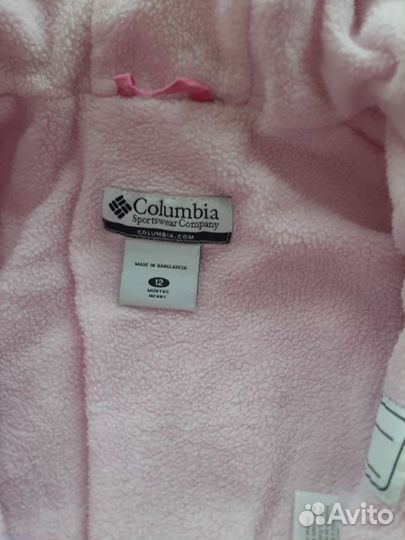 Columbia
Sportswear Company
COLUMBIA.COM
MADE IN BANGLADESH
12
MONTHS
INFANT
Avito